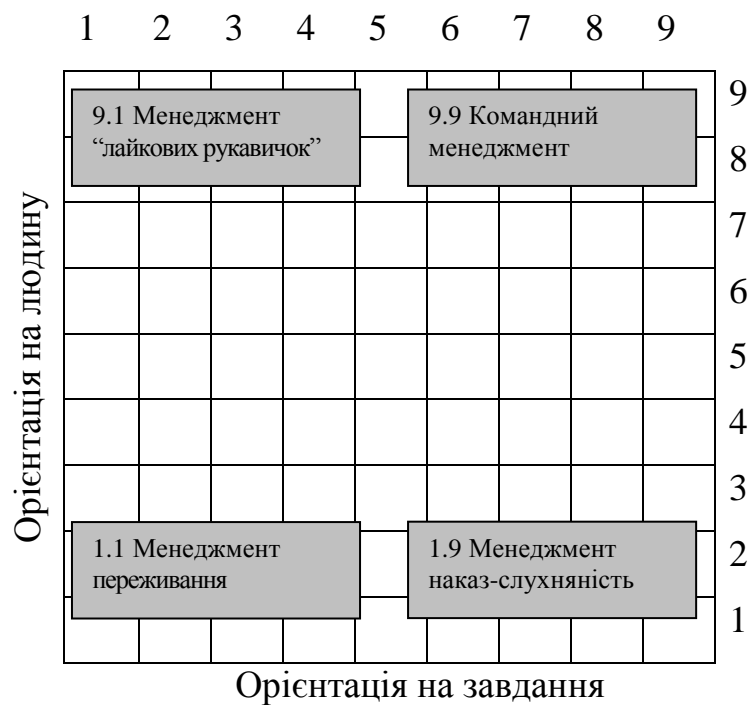 1 2 3 4 5 6 7 8 9
9.1 Менеджмент
“лайкових рукавичок”
9.9 Командний
менеджмент
9
8
7
6
5
4
3
2
1
Орієнтація на людину
1.1 Менеджмент
переживання
1.9 Менеджмент
наказ-слухняність
Орієнтація на завдання